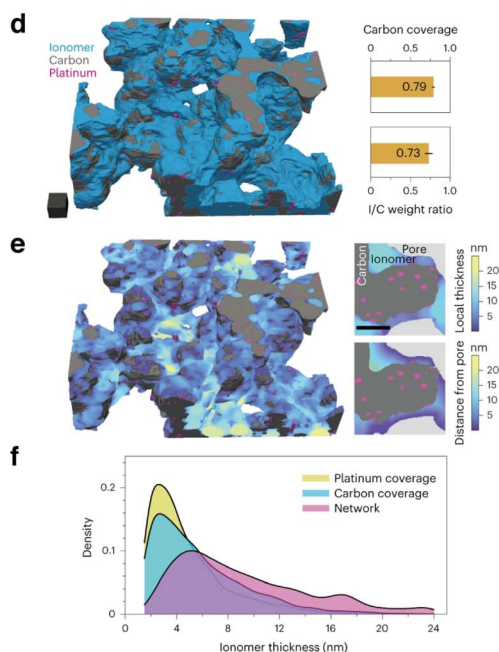 d
Ionomer
Carbon
Platinum
Carbon coverage
0 0.5 1.0
0.79
0.73
0 0.5 1.0
I/C weight ratio
e
Pore
Ionomer
Carbon
nm
20
15
10
5
Local thickness
nm
20
15
10
5
Distance from pore
f
Platinum coverage
Carbon coverage
Network
0.2
0.1
0
Density
0 4 8 12 16 20 24
Ionomer thickness (nm)